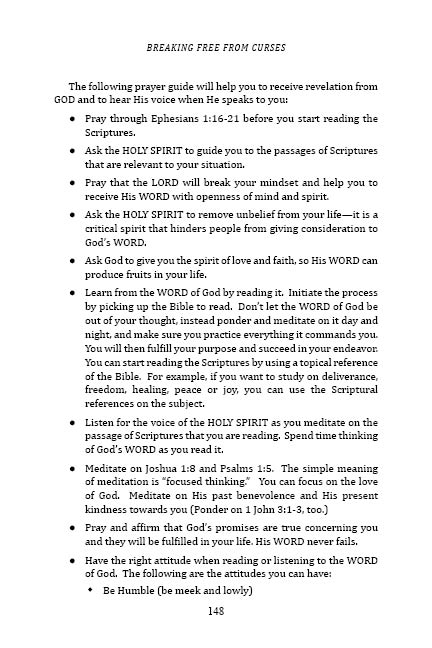 BREAKING FREE FROM CURSES
The following prayer guide will help you to receive revelation from
GOD and to hear His voice when He speaks to you:
● Pray through Ephesians 1:16-21 before you start reading the
Scriptures.
● Ask the HOLY SPIRIT to guide you to the passages of Scriptures
that are relevant to your situation.
● Pray that the LORD will break your mindset and help you to
receive His WORD with openness of mind and spirit.
● Ask the HOLY SPIRIT to remove unbelief from your life—it is a
critical spirit that hinders people from giving consideration to
God's WORD.
● Ask God to give you the spirit of love and faith, so His WORD can
produce fruits in your life.
● Learn from the WORD of God by reading it. Initiate the process
by picking up the Bible to read. Don't let the WORD of God be
out of your thought, instead ponder and meditate on it day and
night, and make sure you practice everything it commands you.
You will then fulfill your purpose and succeed in your endeavor.
You can start reading the Scriptures by using a topical reference
of the Bible. For example, if you want to study on deliverance,
freedom, healing, peace or joy, you can use the Scriptural
references on the subject.
● Listen for the voice of the HOLY SPIRIT as you meditate on the
passage of Scriptures that you are reading. Spend time thinking
of God's WORD as you read it.
● Meditate on Joshua 1:8 and Psalms 1:5. The simple meaning
of meditation is "focused thinking." You can focus on the love
of God. Meditate on His past benevolence and His present
kindness towards you (Ponder on 1 John 3:1-3, too.)
● Pray and affirm that God's promises are true concerning you
and they will be fulfilled in your life. His WORD never fails.
● Have the right attitude when reading or listening to the WORD
of God. The following are the attitudes you can have:
◆ Be Humble (be meek and lowly)
148